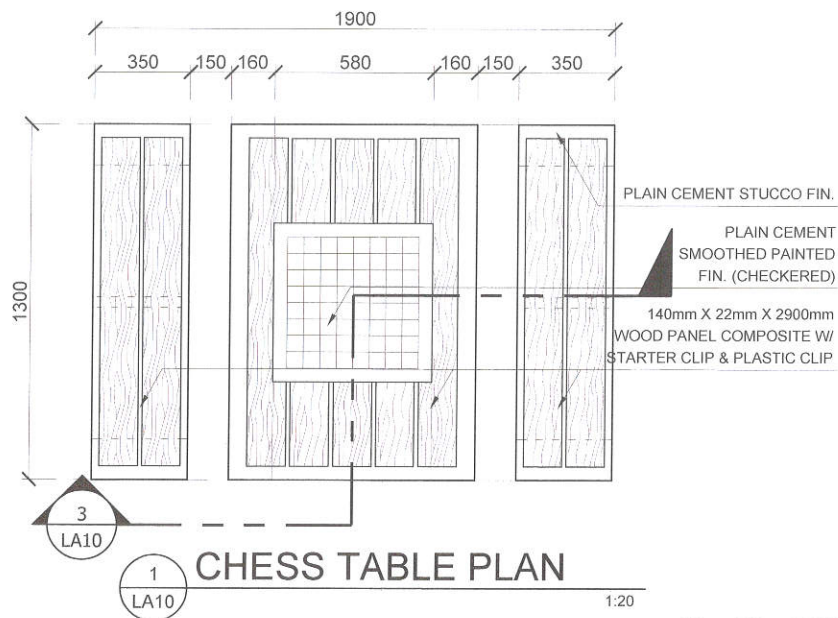 1900
350 150 160 580 160 150 350
1300
PLAIN CEMENT STUCCO FIN.
PLAIN CEMENT
SMOOTHED PAINTED
FIN. (CHECKERED)
140mm X 22mm X 2900mm
WOOD PANEL COMPOSITE W/
STARTER CLIP & PLASTIC CLIP
3
LA10
1
LA10
CHESS TABLE PLAN
1:20